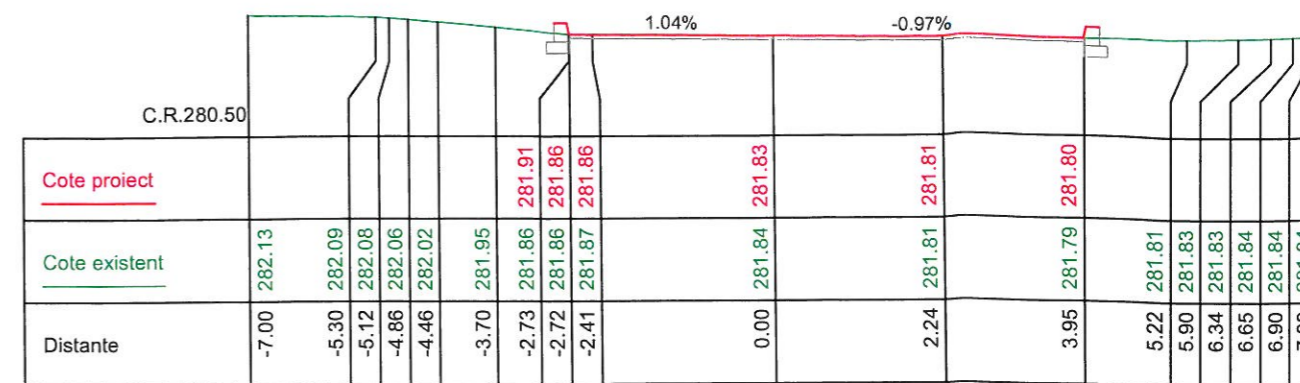 1.04% -0.97%
C.R.280.50
Cote proiect 281.91 281.86 281.86 281.83 281.81 281.80
Cote existent 282.13 282.09 282.08 282.06 282.02 281.95 281.86 281.86 281.87 281.84 281.81 281.79 281.81 281.83 281.83 281.84 281.84
Distante -7.00 -5.30 -5.12 -4.86 -4.46 -3.70 -2.73 -2.72 -2.41 0.00 2.24 3.95 5.22 5.90 6.34 6.65 6.90